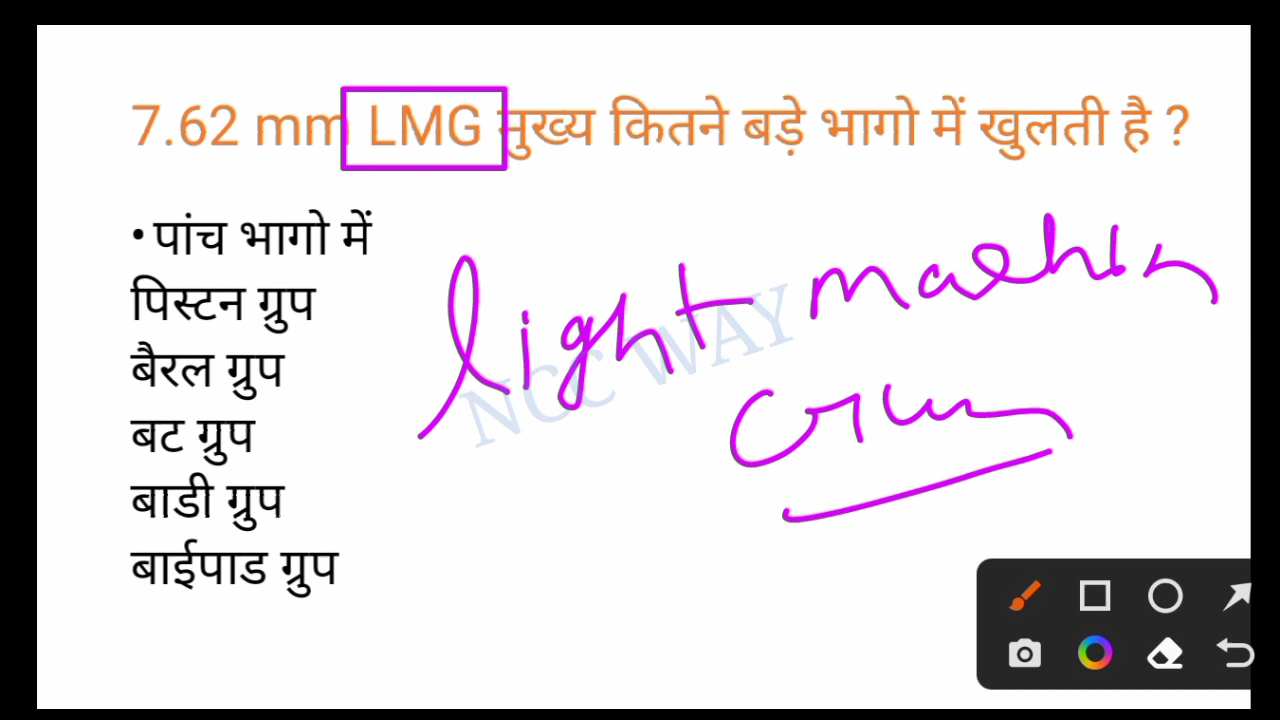 7.62 mm LMG मुख्य कितने बड़े भागो में खुलती है ?
• पांच भागो में
पिस्टन ग्रुप
बैरल ग्रुप
बट ग्रुप
बाडी ग्रुप
बाईपाड ग्रुप
light machin
Gun
NCC WAY